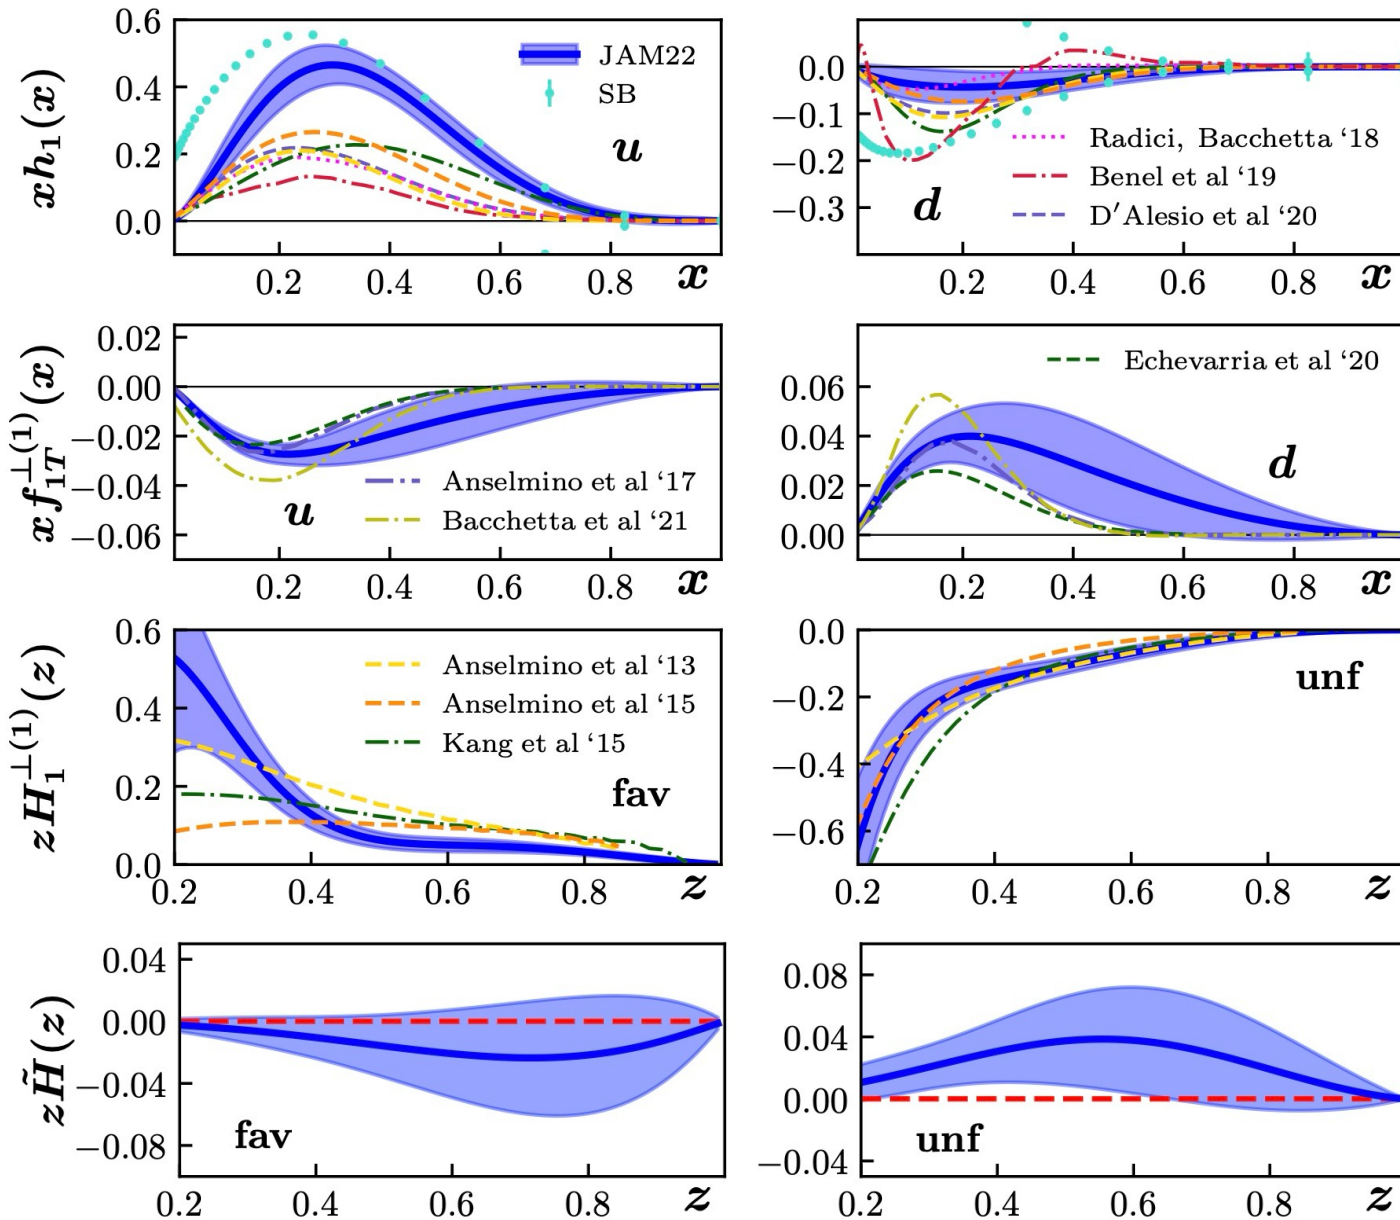 0.6
0.4
0.2
0.0
xh₁(x)
JAM22
SB
u
0.2 0.4 0.6 0.8 x
0.0
−0.1
−0.2
−0.3
Radici, Bacchetta ‘18
Benel et al ‘19
D′Alesio et al ‘20
d
0.2 0.4 0.6 0.8 x
0.02
0.00
−0.02
−0.04
−0.06
xf₁T⊥(1)(x)
Anselmino et al ‘17
Bacchetta et al ‘21
u
0.2 0.4 0.6 0.8 x
0.06
0.04
0.02
0.00
Echevarria et al ‘20
d
0.2 0.4 0.6 0.8 x
0.6
0.4
0.2
0.0
zH₁⊥(1)(z)
Anselmino et al ‘13
Anselmino et al ‘15
Kang et al ‘15
fav
0.2 0.4 0.6 0.8 z
0.0
−0.2
−0.4
−0.6
unf
0.2 0.4 0.6 0.8 z
0.04
0.00
−0.04
−0.08
zH̃(z)
fav
0.2 0.4 0.6 0.8 z
0.08
0.04
0.00
−0.04
unf
0.2 0.4 0.6 0.8 z